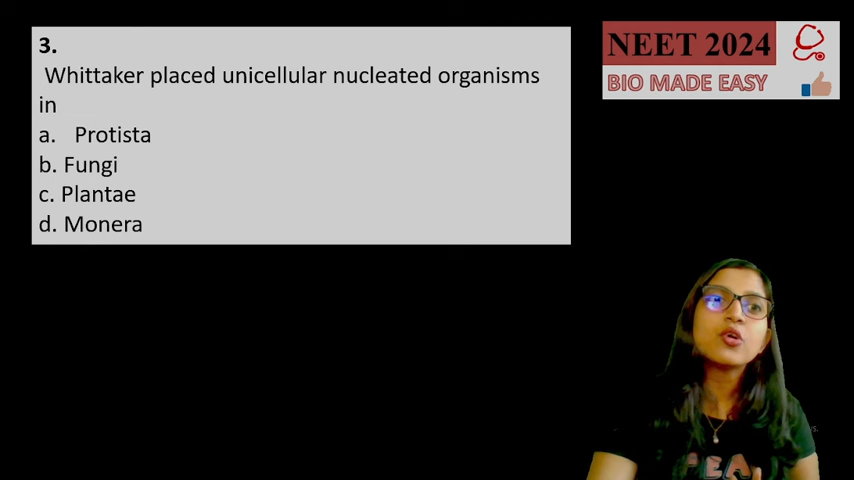 3.
Whittaker placed unicellular nucleated organisms
in
a. Protista
b. Fungi
c. Plantae
d. Monera
NEET 2024
BIO MADE EASY